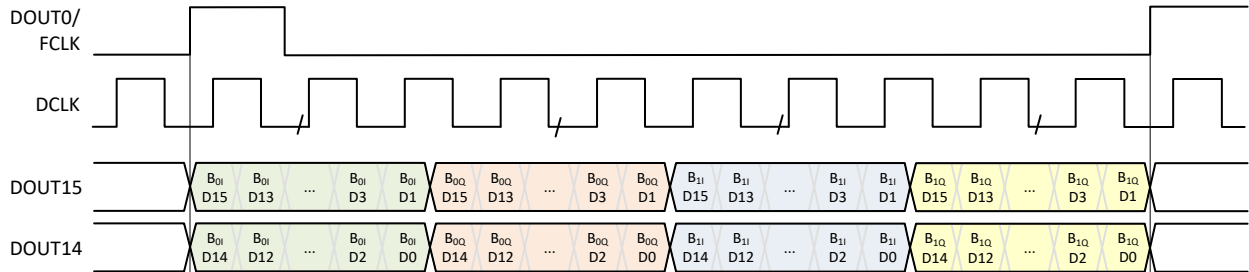 DOUT0/
FCLK
DCLK
DOUT15
B0I B0I B0I B0I B0Q B0Q B0Q B0Q B1I B1I B1I B1I B1Q B1Q B1Q B1Q
D15 D13 ... D3 D1 D15 D13 ... D3 D1 D15 D13 ... D3 D1 D15 D13 ... D3 D1
DOUT14
B0I B0I B0I B0I B0Q B0Q B0Q B0Q B1I B1I B1I B1I B1Q B1Q B1Q B1Q
D14 D12 ... D2 D0 D14 D12 ... D2 D0 D14 D12 ... D2 D0 D14 D12 ... D2 D0